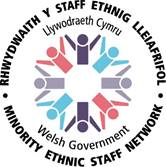 RHWYDWAITH Y STAFF ETHNIG LLEIAFRIFOL
Llywodraeth Cymru
Welsh Government
MINORITY ETHNIC STAFF NETWORK